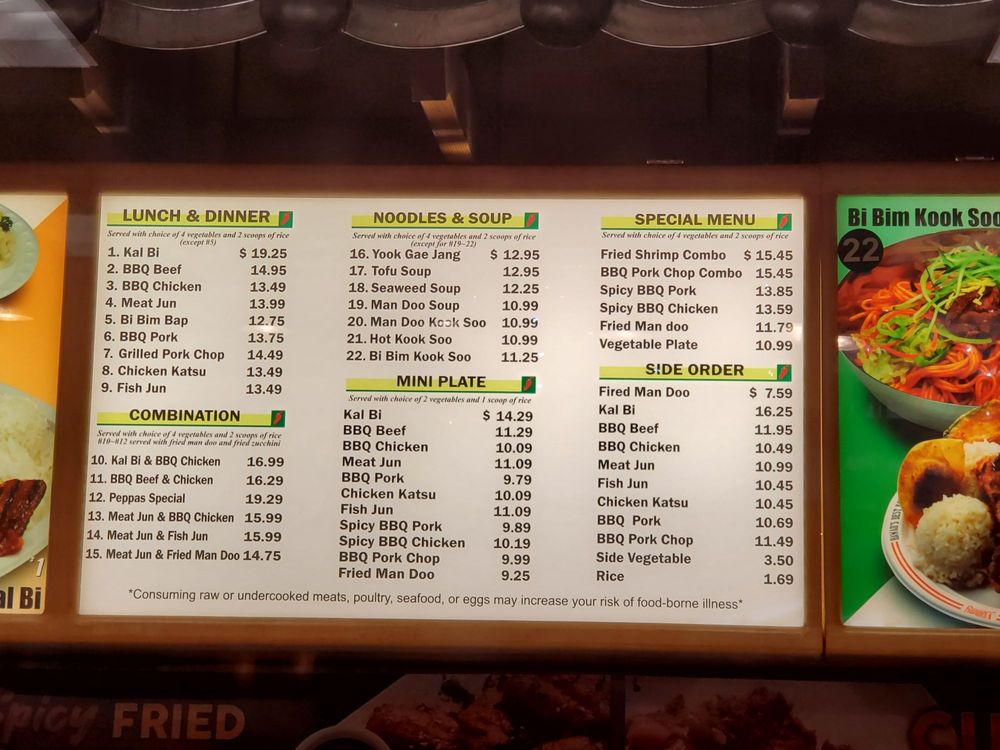 LUNCH & DINNER
Served with choice of 4 vegetables and 2 scoops of rice
(except #5)
1. Kal Bi $ 19.25
2. BBQ Beef 14.95
3. BBQ Chicken 13.49
4. Meat Jun 13.99
5. Bi Bim Bap 12.75
6. BBQ Pork 13.75
7. Grilled Pork Chop 14.49
8. Chicken Katsu 13.49
9. Fish Jun 13.49
COMBINATION
Served with choice of 4 vegetables and 2 scoops of rice
#10~#12 served with fried man doo and fried zucchini
10. Kal Bi & BBQ Chicken 16.99
11. BBQ Beef & Chicken 16.29
12. Peppas Special 19.29
13. Meat Jun & BBQ Chicken 15.99
14. Meat Jun & Fish Jun 15.99
15. Meat Jun & Fried Man Doo 14.75
NOODLES & SOUP
Served with choice of 4 vegetables and 2 scoops of rice
(except for #19~22)
16. Yook Gae Jang $ 12.95
17. Tofu Soup 12.95
18. Seaweed Soup 12.25
19. Man Doo Soup 10.99
20. Man Doo Kook Soo 10.99
21. Hot Kook Soo 10.99
22. Bi Bim Kook Soo 11.25
MINI PLATE
Served with choice of 2 vegetables and 1 scoop of rice
Kal Bi $ 14.29
BBQ Beef 11.29
BBQ Chicken 10.09
Meat Jun 11.09
BBQ Pork 9.79
Chicken Katsu 10.09
Fish Jun 11.09
Spicy BBQ Pork 9.89
Spicy BBQ Chicken 10.19
BBQ Pork Chop 9.99
Fried Man Doo 9.25
SPECIAL MENU
Served with choice of 4 vegetables and 2 scoops of rice
Fried Shrimp Combo $ 15.45
BBQ Pork Chop Combo 15.45
Spicy BBQ Pork 13.85
Spicy BBQ Chicken 13.59
Fried Man doo 11.79
Vegetable Plate 10.99
SIDE ORDER
Fired Man Doo $ 7.59
Kal Bi 16.25
BBQ Beef 11.95
BBQ Chicken 10.49
Meat Jun 10.99
Fish Jun 10.45
Chicken Katsu 10.45
BBQ Pork 10.69
BBQ Pork Chop 11.49
Side Vegetable 3.50
Rice 1.69
*Consuming raw or undercooked meats, poultry, seafood, or eggs may increase your risk of food-borne illness*
Bi Bim Kook Soo
22
1
al Bi
Spicy FRIED